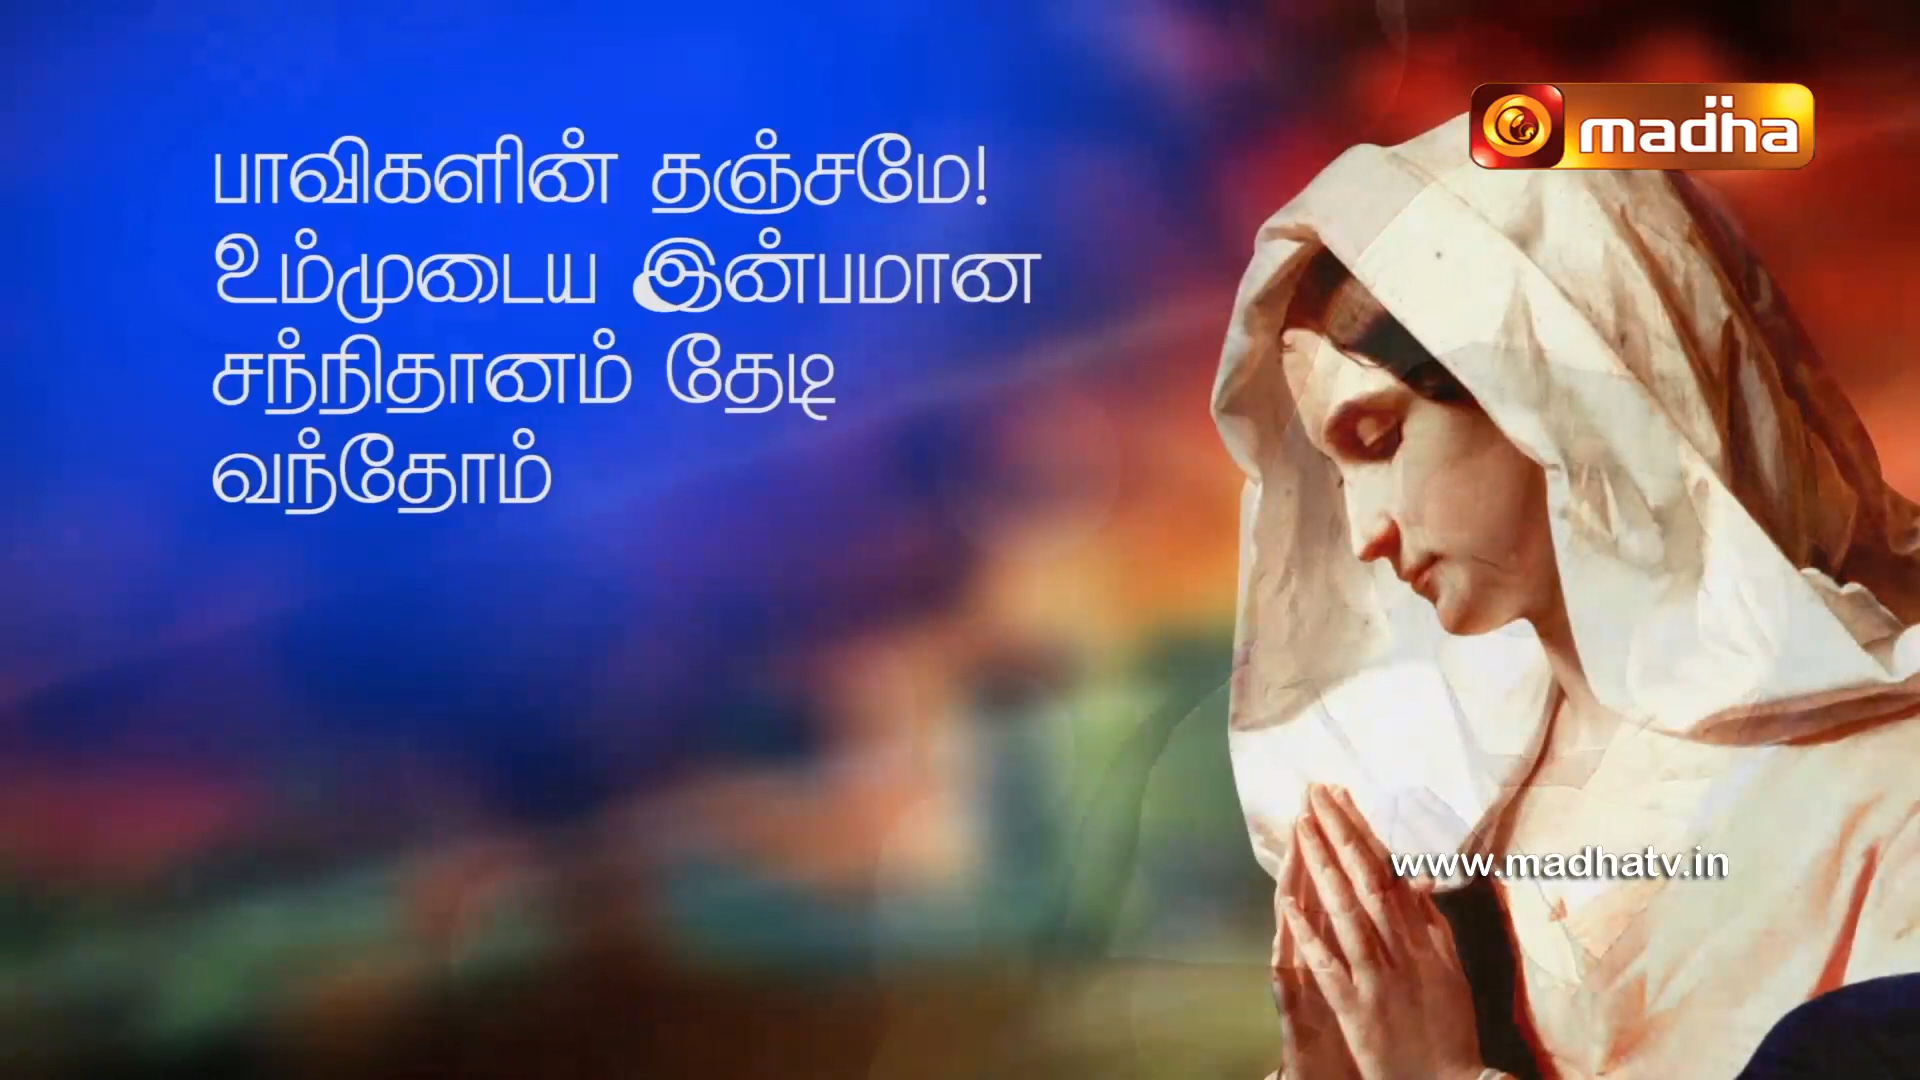 பாவிகளின் தஞ்சமே!
உம்முடைய இன்பமான
சந்நிதானம் தேடி
வந்தோம்
madha
www.madhatv.in